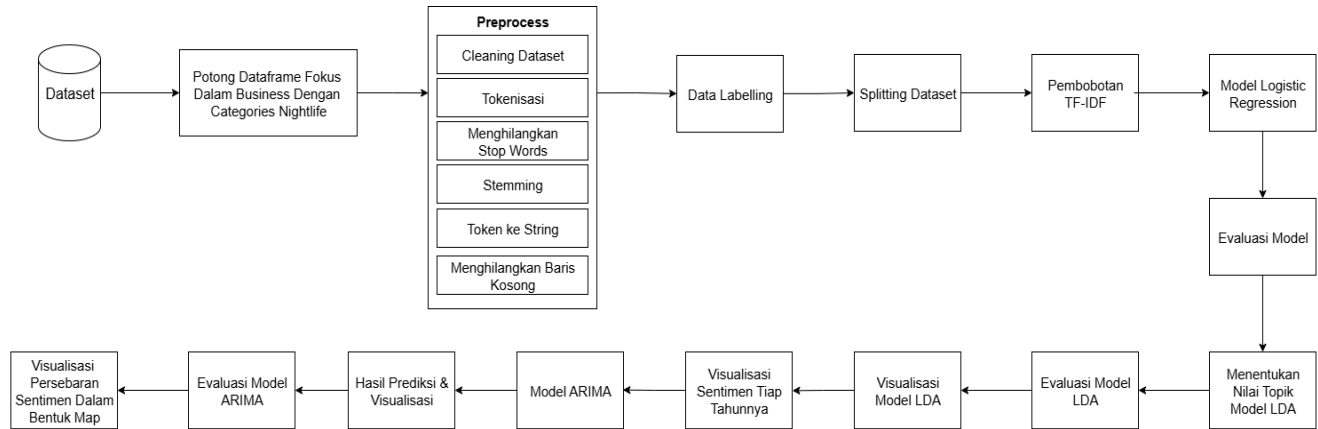 Dataset
Potong Dataframe Fokus
Dalam Business Dengan
Categories Nightlife
Preprocess
Cleaning Dataset
Tokenisasi
Menghilangkan
Stop Words
Stemming
Token ke String
Menghilangkan Baris
Kosong
Data Labelling
Splitting Dataset
Pembobotan
TF-IDF
Model Logistic
Regression
Evaluasi Model
Menentukan
Nilai Topik
Model LDA
Evaluasi Model
LDA
Visualisasi
Model LDA
Visualisasi
Sentimen Tiap
Tahunnya
Model ARIMA
Hasil Prediksi &
Visualisasi
Evaluasi Model
ARIMA
Visualisasi
Persebaran
Sentimen Dalam
Bentuk Map